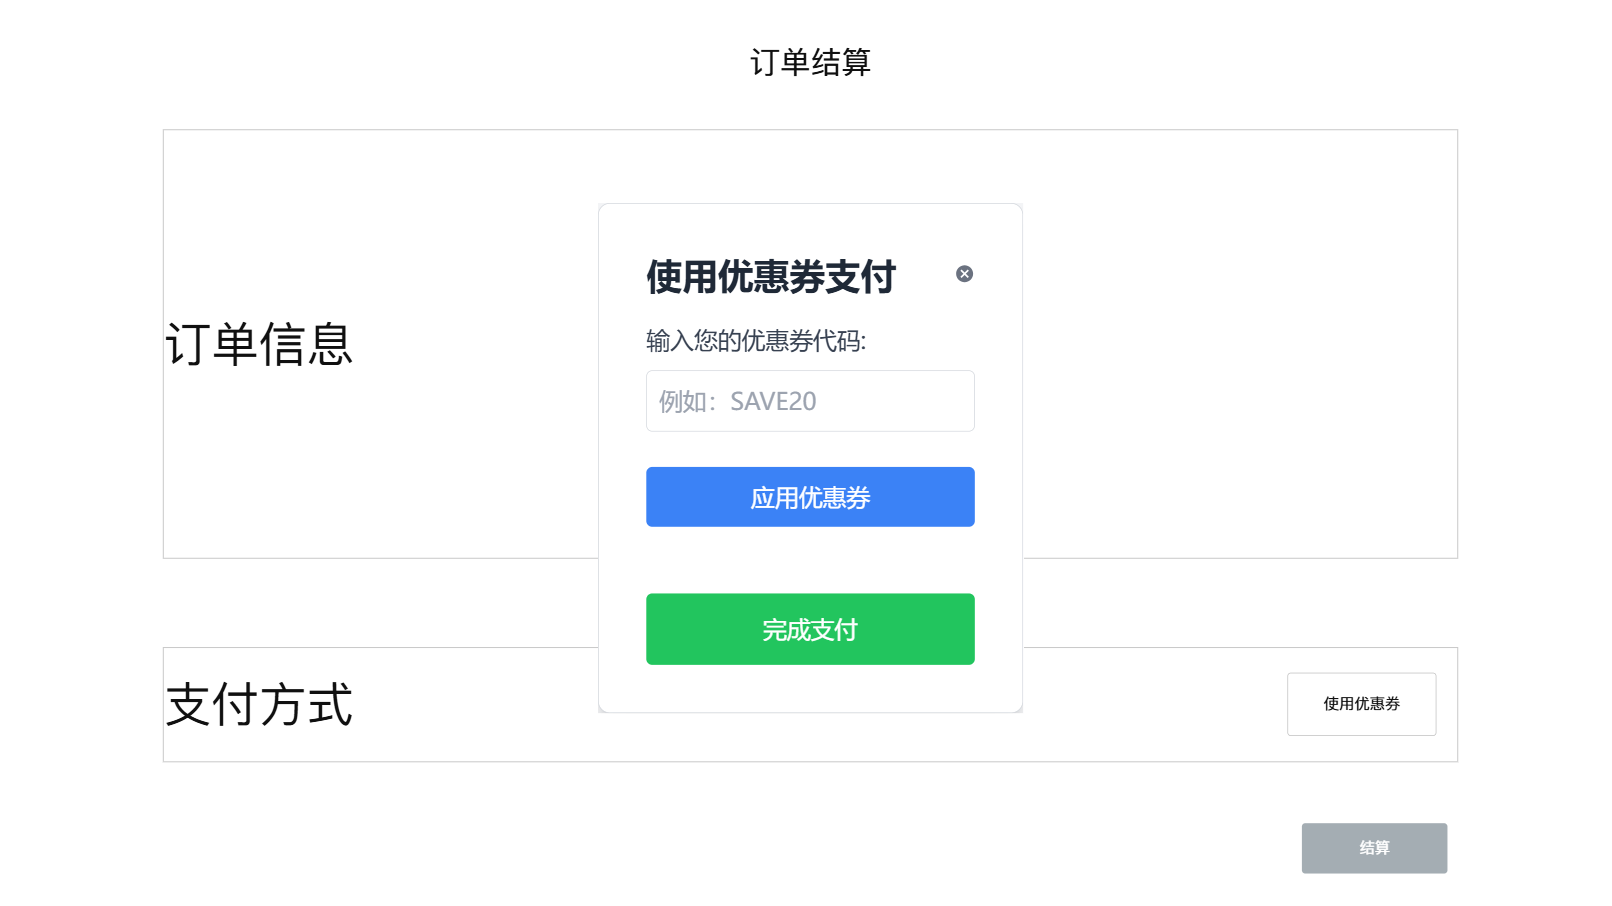 订单结算
使用优惠券支付
输入您的优惠券代码:
订单信息
例如：SAVE20
应用优惠券
完成支付
支付方式
使用优惠券
结算